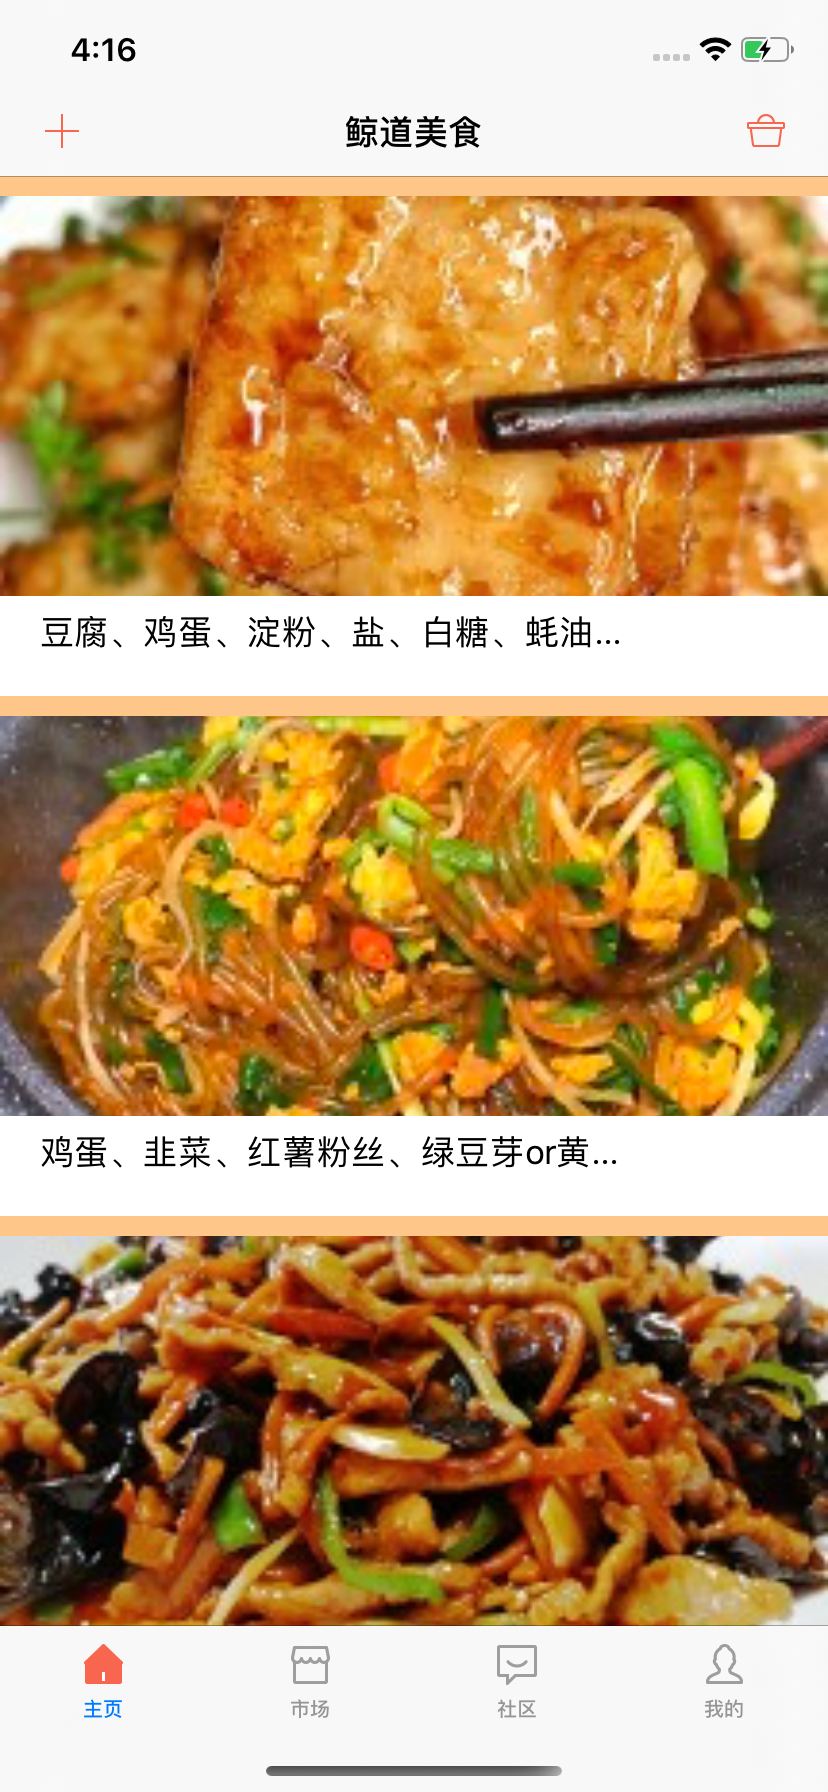 4:16
鲸道美食
豆腐、鸡蛋、淀粉、盐、白糖、蚝油...
鸡蛋、韭菜、红薯粉丝、绿豆芽or黄...
主页
市场
社区
我的